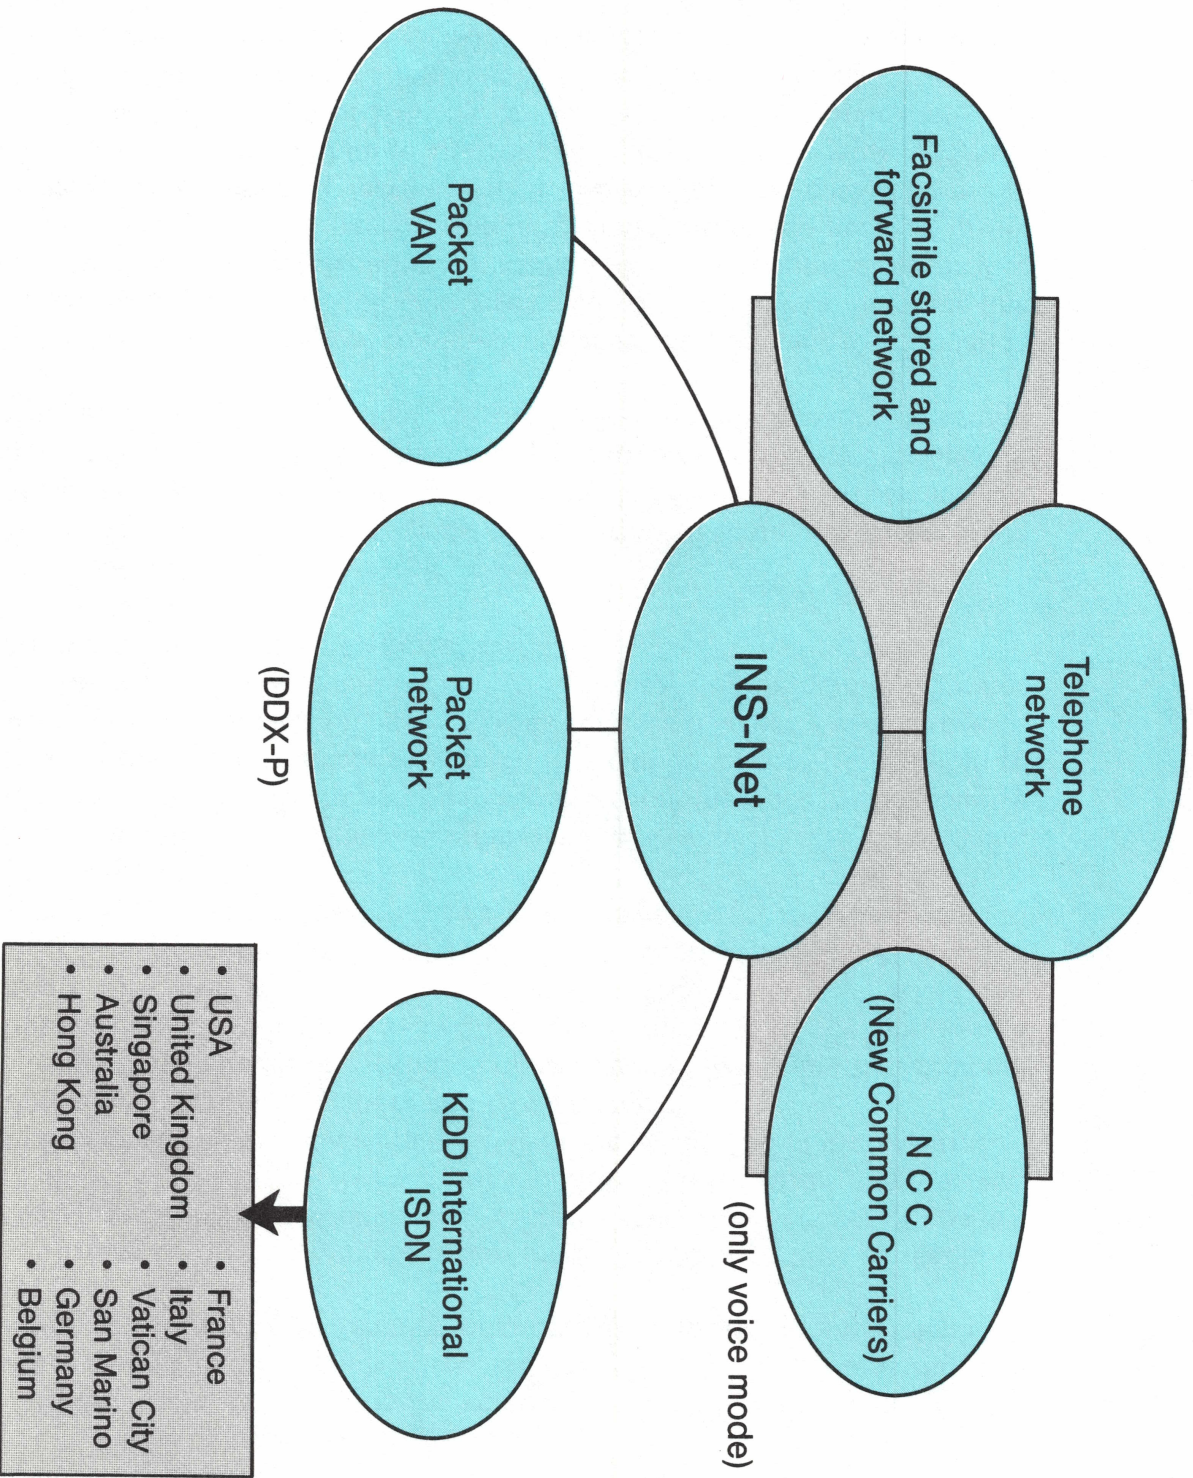 Telephone
network
Facsimile stored and
forward network
N C C
(New Common Carriers)
(only voice mode)
INS-Net
Packet
VAN
Packet
network
(DDX-P)
KDD International
ISDN
• USA
• United Kingdom
• Singapore
• Australia
• Hong Kong
• France
• Italy
• Vatican City
• San Marino
• Germany
• Belgium